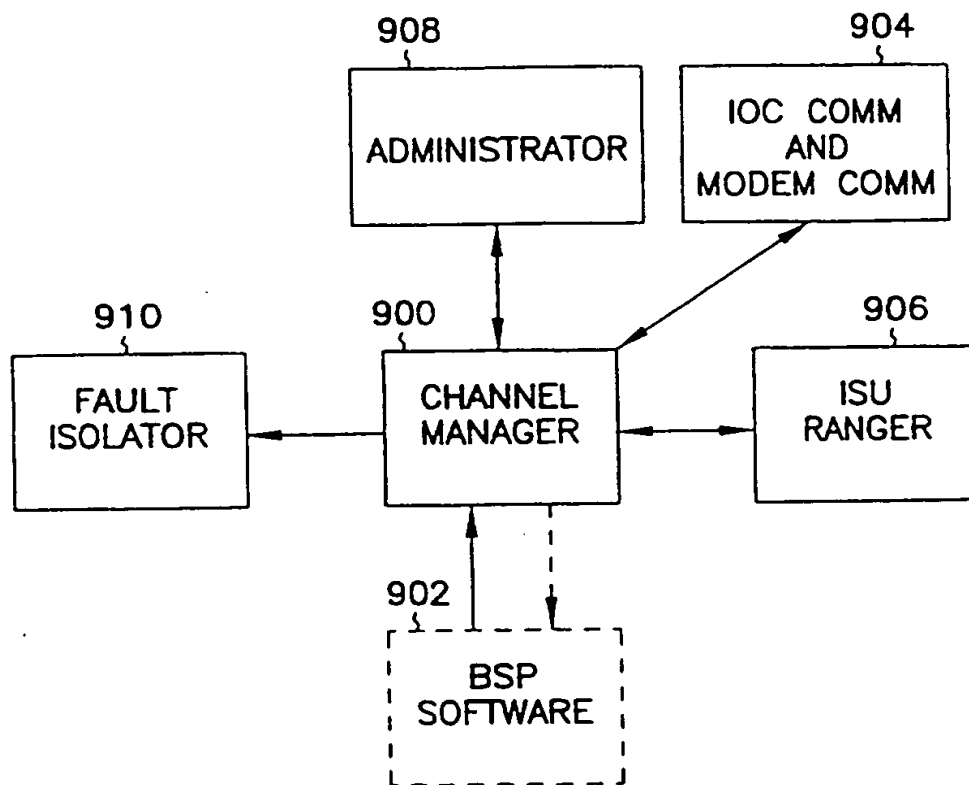 908
ADMINISTRATOR
904
IOC COMM
AND
MODEM COMM
910
FAULT
ISOLATOR
900
CHANNEL
MANAGER
906
ISU
RANGER
902
BSP
SOFTWARE